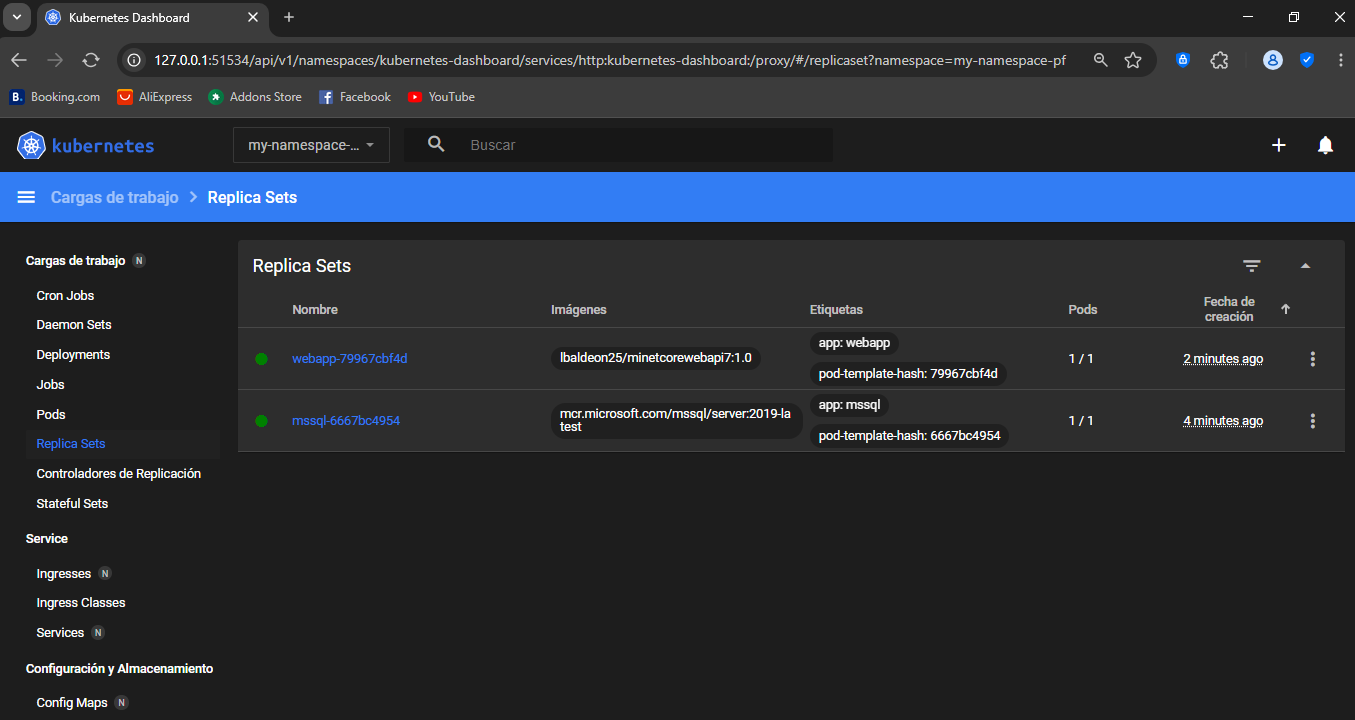 Kubernetes Dashboard
127.0.0.1:51534/api/v1/namespaces/kubernetes-dashboard/services/http:kubernetes-dashboard:/proxy/#/replicaset?namespace=my-namespace-pf
B. Booking.com AliExpress Addons Store Facebook YouTube
kubernetes my-namespace-... Buscar
Cargas de trabajo > Replica Sets
Cargas de trabajo N
Cron Jobs
Daemon Sets
Deployments
Jobs
Pods
Replica Sets
Controladores de Replicación
Stateful Sets
Service
Ingresses N
Ingress Classes
Services N
Configuración y Almacenamiento
Config Maps N
Replica Sets
Nombre Imágenes Etiquetas Pods Fecha de
creación
webapp-79967cbf4d lbaldeon25/minetcorewebapi7:1.0 app: webapp 1 / 1 2 minutes ago
pod-template-hash: 79967cbf4d
mssql-6667bc4954 mcr.microsoft.com/mssql/server:2019-la app: mssql 1 / 1 4 minutes ago
test pod-template-hash: 6667bc4954